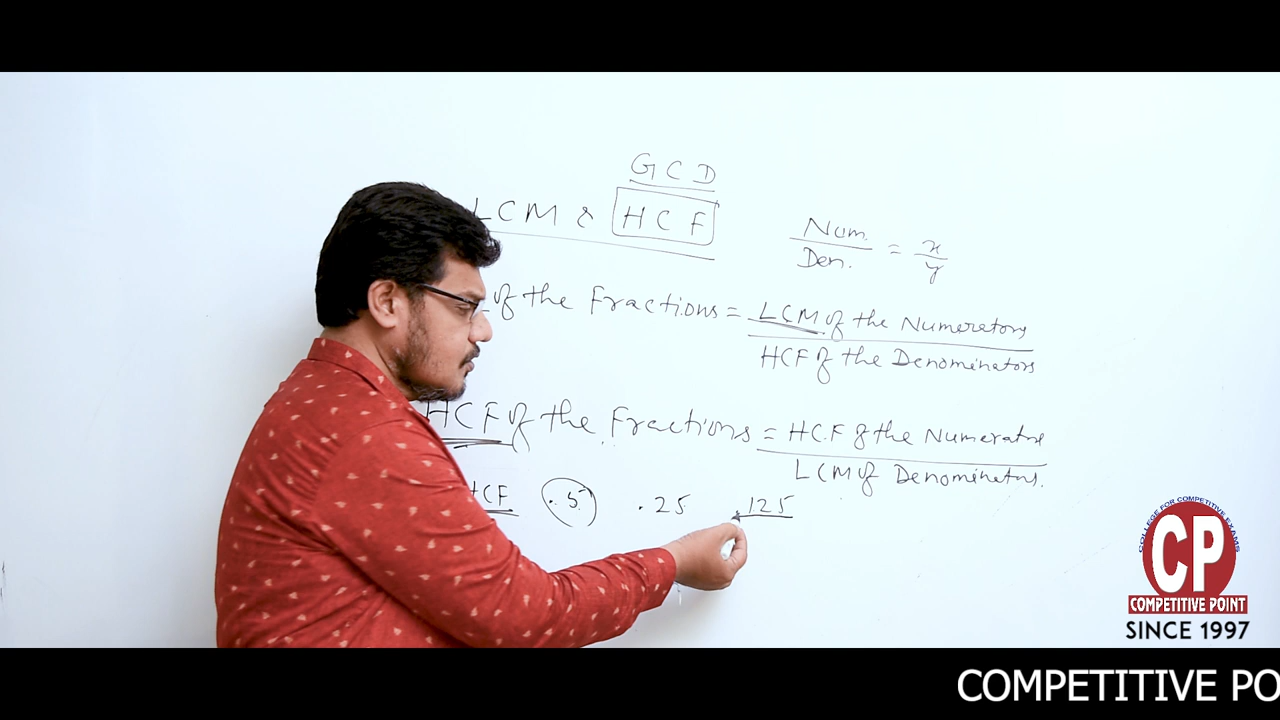 GCD
LCM & HCF
Num. / Den. = x / y
of the Fractions = LCM of the Numeretors
HCF of the Denominators
HCF of the Fractions = HCF of the Numerators
LCM of Denominators.
HCF .5 .25 .125
COLLEGE FOR COMPETITIVE EXAMS
CP
COMPETITIVE POINT
SINCE 1997
COMPETITIVE PO